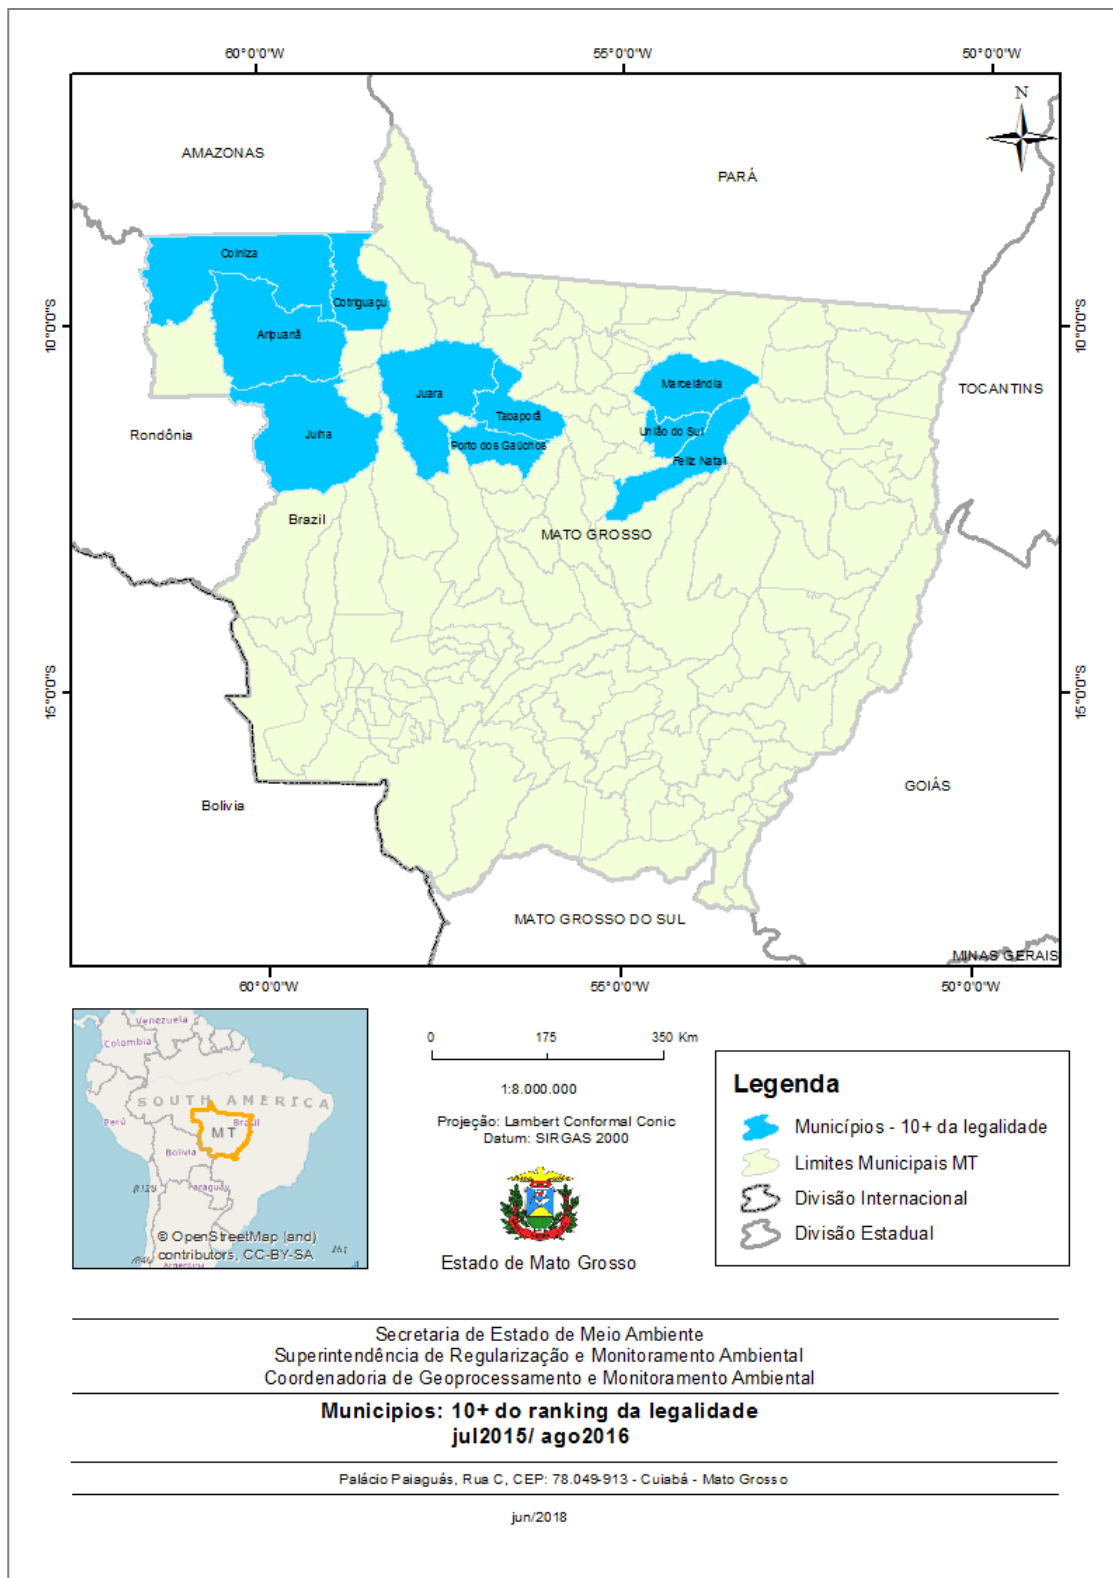 60°0'0"W 55°0'0"W 50°0'0"W
N
AMAZONAS
PARÁ
Colniza
Cotriguaçu
10°0'0"S
10°0'0"S
Aripuanã
Marcelândia
TOCANTINS
Juara
Tabaporã
Rondônia
Juína
União do Sul
Porto dos Gaúchos
Feliz Natal
Brazil
MATO GROSSO
15°0'0"S
15°0'0"S
GOIÁS
Bolivia
MATO GROSSO DO SUL
MINAS GERAIS
60°0'0"W 55°0'0"W 50°0'0"W
Venezuela
Colombia
SOUTH AMERICA
Perú
Brasil
MT
Bolivia
Paraguay
© OpenStreetMap (and)
contributors, CC-BY-SA
Argentina
0 175 350 Km
1:8.000.000
Projeção: Lambert Conformal Conic
Datum: SIRGAS 2000
Estado de Mato Grosso
Legenda
Municípios - 10+ da legalidade
Limites Municipais MT
Divisão Internacional
Divisão Estadual
Secretaria de Estado de Meio Ambiente
Superintendência de Regularização e Monitoramento Ambiental
Coordenadoria de Geoprocessamento e Monitoramento Ambiental
Municipios: 10+ do ranking da legalidade
jul2015/ ago2016
Palácio Paiaguás, Rua C, CEP: 78.049-913 - Cuiabá - Mato Grosso
jun/2018